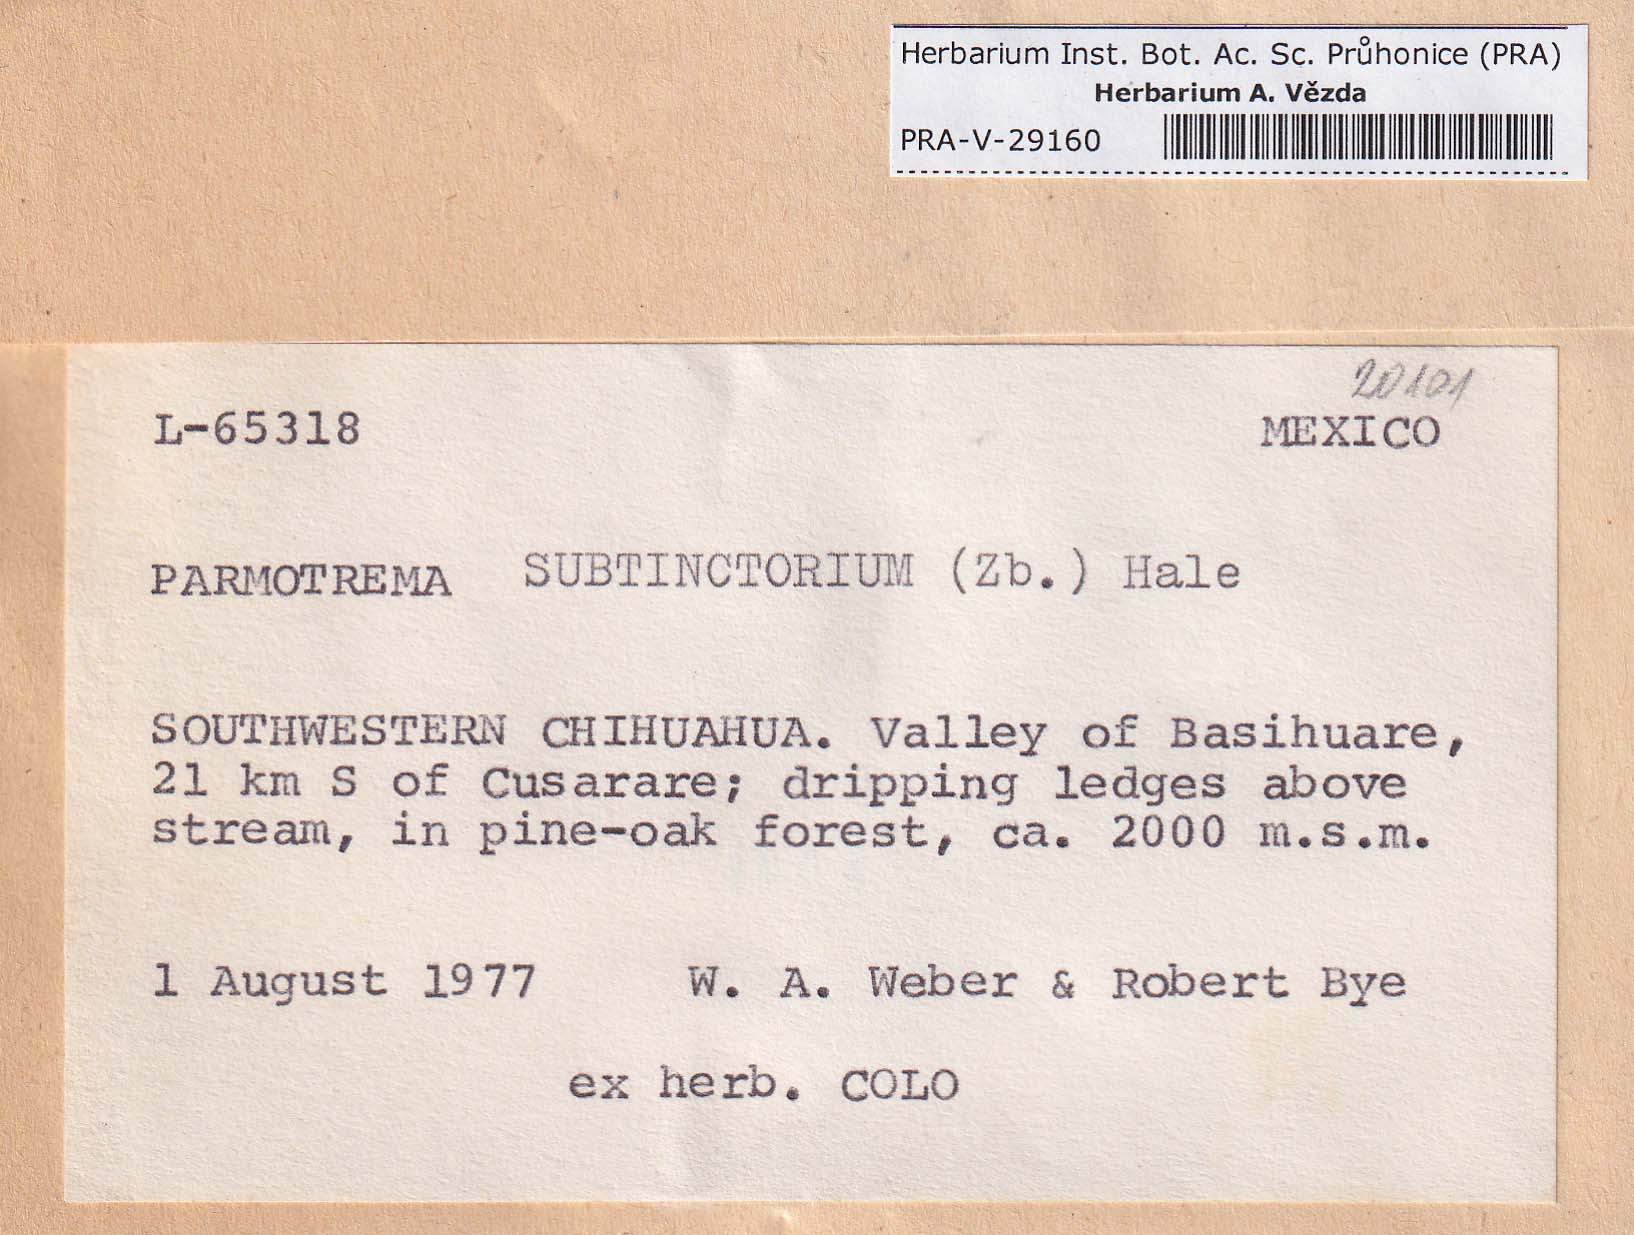 Herbarium Inst. Bot. Ac. Sc. Průhonice (PRA)
Herbarium A. Vězda
PRA-V-29160
20101
L-65318 MEXICO
PARMOTREMA SUBTINCTORIUM (Zb.) Hale
SOUTHWESTERN CHIHUAHUA. Valley of Basihuare,
21 km S of Cusarare; dripping ledges above
stream, in pine-oak forest, ca. 2000 m.s.m.
1 August 1977 W. A. Weber & Robert Bye
ex herb. COLO